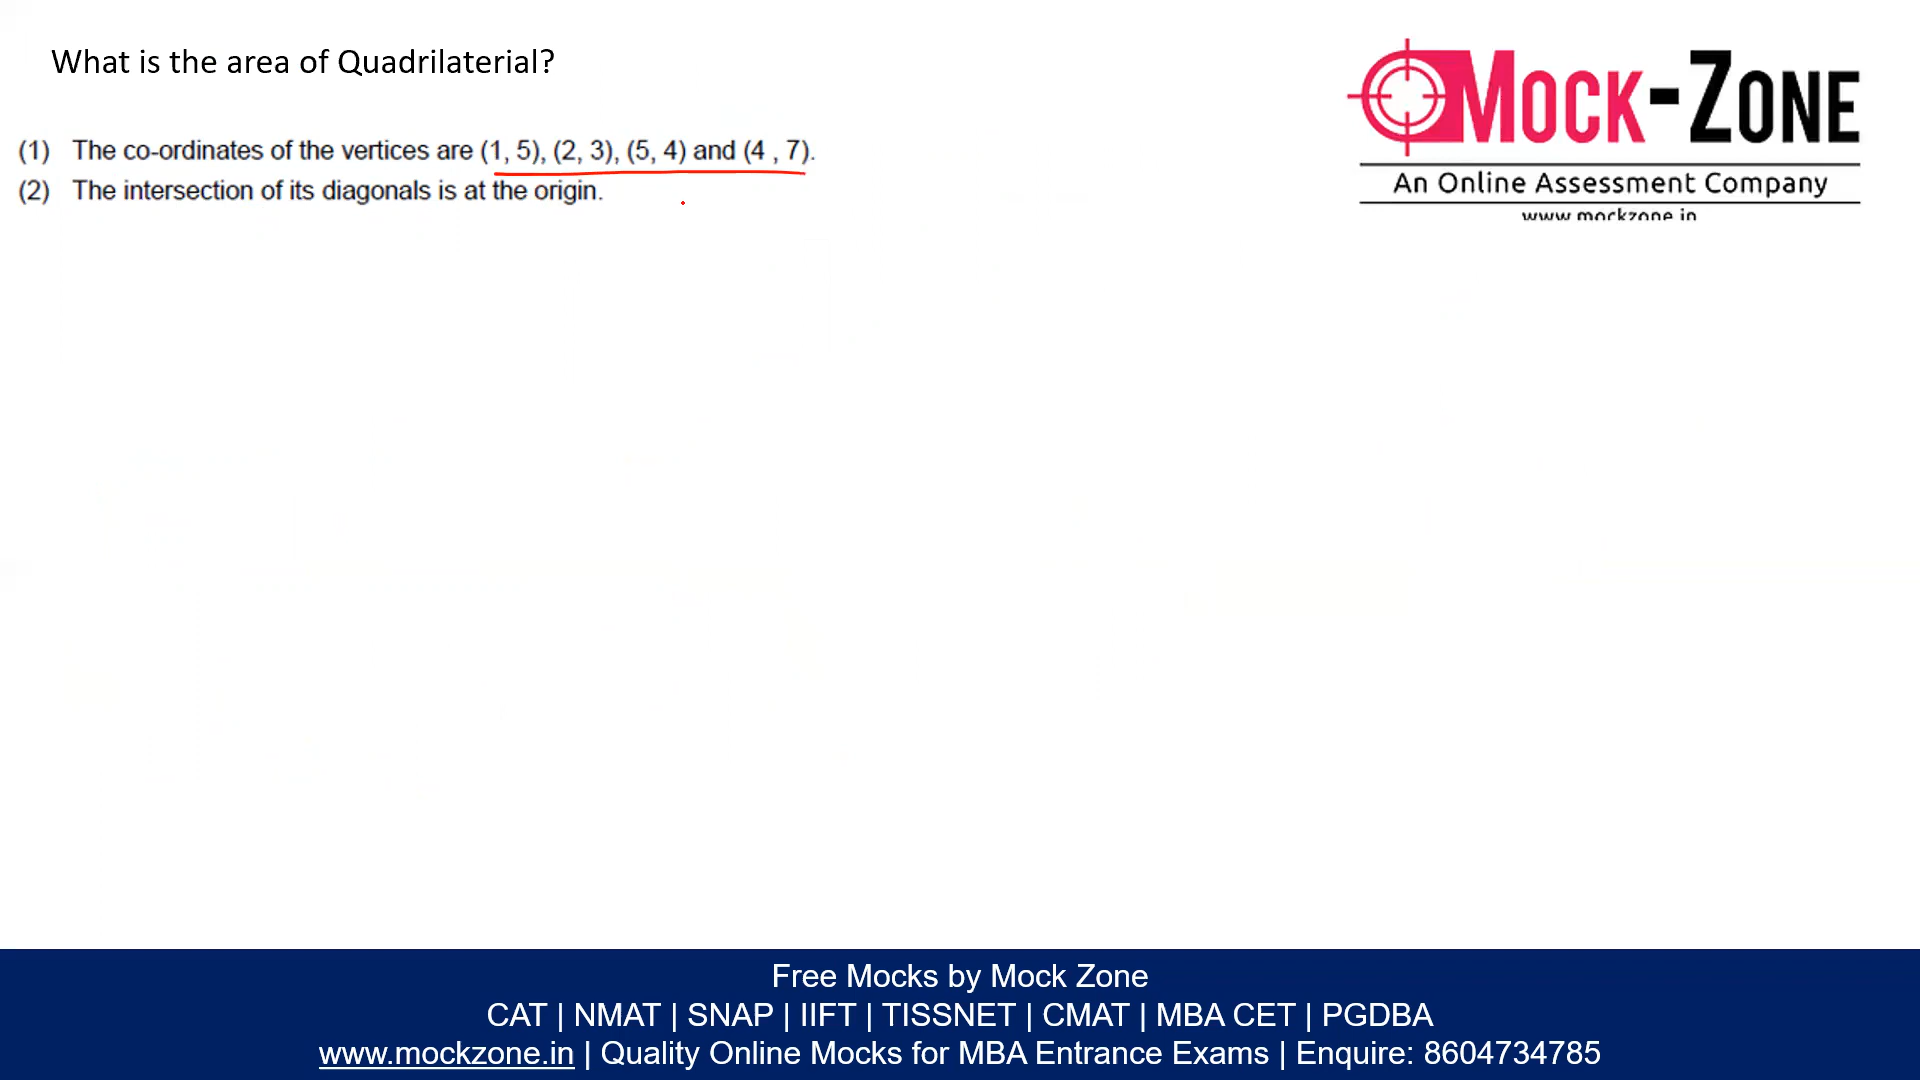 What is the area of Quadrilaterial?
(1) The co-ordinates of the vertices are (1, 5), (2, 3), (5, 4) and (4 , 7).
(2) The intersection of its diagonals is at the origin.
MOCK-ZONE
An Online Assessment Company
www.mockzone.in
Free Mocks by Mock Zone
CAT | NMAT | SNAP | IIFT | TISSNET | CMAT | MBA CET | PGDBA
www.mockzone.in | Quality Online Mocks for MBA Entrance Exams | Enquire: 8604734785